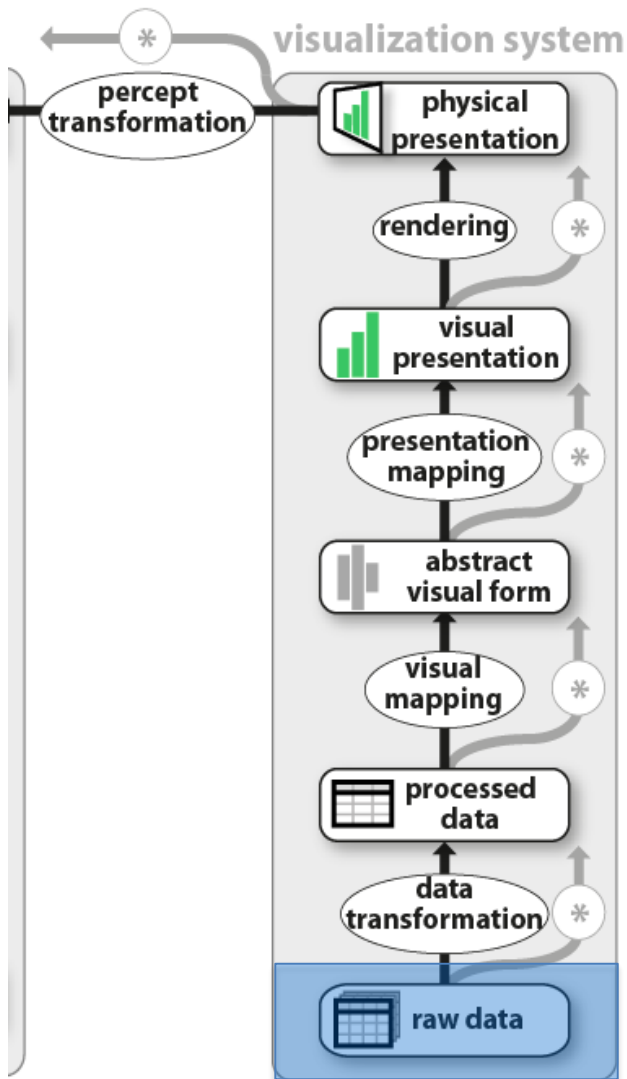 *
visualization system
percept
transformation
physical
presentation
rendering
*
visual
presentation
presentation
mapping
*
abstract
visual form
visual
mapping
*
processed
data
data
transformation
*
raw data